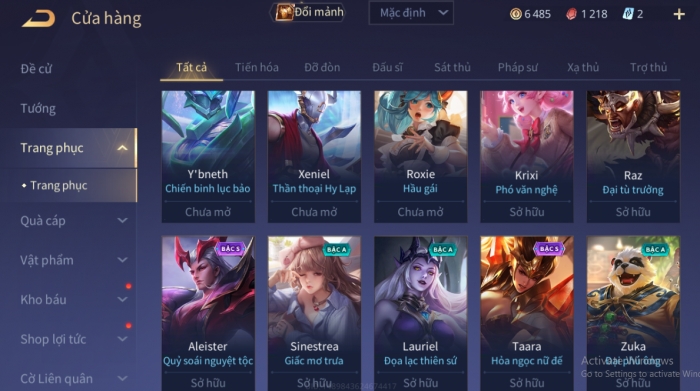 Cửa hàng
Đổi mảnh
Mặc định
6 485
1 218
2
Đề cử
Tướng
Trang phục
• Trang phục
Quà cáp
Vật phẩm
Kho báu
Shop lợi tức
Cờ Liên quân
Tất cả Tiến hóa Đỡ đòn Đấu sĩ Sát thủ Pháp sư Xạ thủ Trợ thủ
Y'bneth
Chiến binh lục bảo
Chưa mở
Xeniel
Thần thoại Hy Lạp
Chưa mở
Roxie
Hầu gái
Chưa mở
Krixi
Phó văn nghệ
Sở hữu
Raz
Đại tù trưởng
Sở hữu
BẬC S
Aleister
Quỷ soái nguyệt tộc
Sở hữu
BẬC A
Sinestrea
Giấc mơ trưa
Sở hữu
BẬC A
Lauriel
Đọa lạc thiên sứ
Sở hữu
BẬC S
Taara
Hỏa ngọc nữ đế
Sở hữu
BẬC A
Zuka
Đại phú ông
Sở hữu
Activate Windows
Go to Settings to activate Win